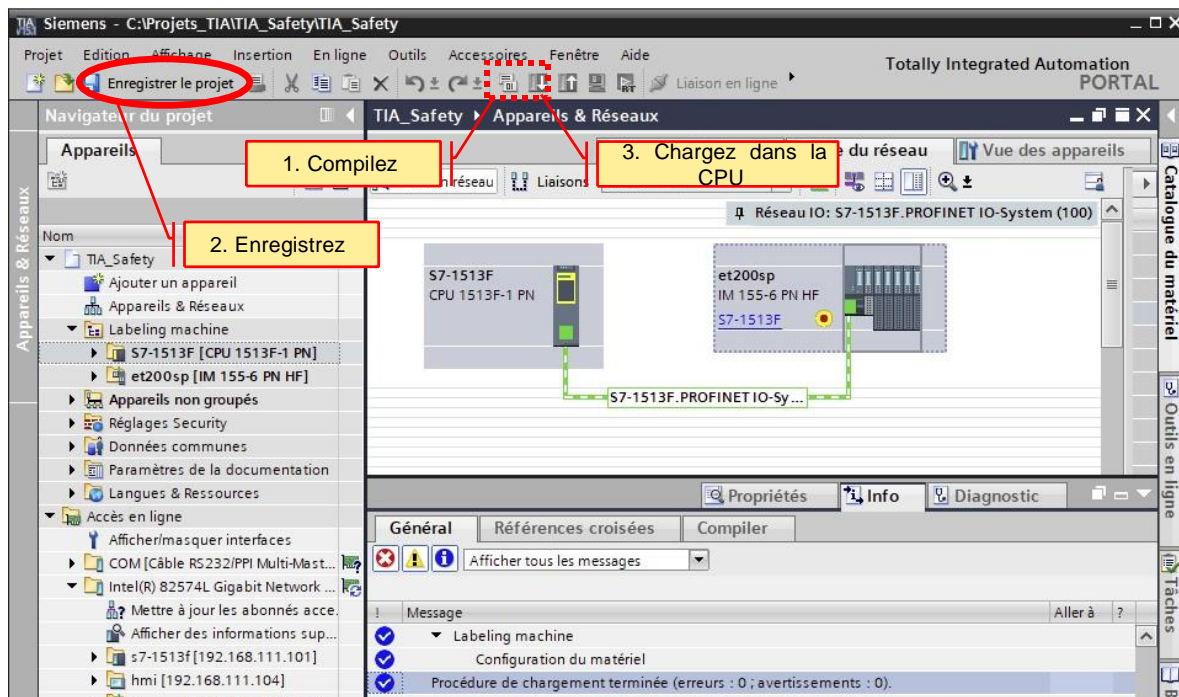 Siemens - C:\Projets_TIA\TIA_Safety\TIA_Safety
Projet Edition Affichage Insertion En ligne Outils Accessoires Fenêtre Aide
Totally Integrated Automation
PORTAL
Enregistrer le projet
Liaison en ligne
Navigateur du projet
TIA_Safety Appareils & Réseaux
Appareils
1. Compilez
3. Chargez dans la
CPU
du réseau
Vue des appareils
réseau
Liaisons
Réseau IO: S7-1513F.PROFINET IO-System (100)
2. Enregistrez
Nom
TIA_Safety
Ajouter un appareil
Appareils & Réseaux
Labeling machine
S7-1513F [CPU 1513F-1 PN]
et200sp [IM 155-6 PN HF]
Appareils non groupés
Réglages Security
Données communes
Paramètres de la documentation
Langues & Ressources
Accès en ligne
Afficher/masquer interfaces
COM [Câble RS232/PPI Multi-Mast...
Intel(R) 82574L Gigabit Network ...
Mettre à jour les abonnés acce.
Afficher des informations sup...
s7-1513f [192.168.111.101]
hmi [192.168.111.104]
S7-1513F
CPU 1513F-1 PN
et200sp
IM 155-6 PN HF
S7-1513F
S7-1513F.PROFINET IO-Sy...
Propriétés
Info
Diagnostic
Général
Références croisées
Compiler
Afficher tous les messages
! Message Aller à ?
Labeling machine
Configuration du matériel
Procédure de chargement terminée (erreurs : 0 ; avertissements : 0).
Appareils & Réseaux
Catalogue du matériel
Outils en ligne
Tâches